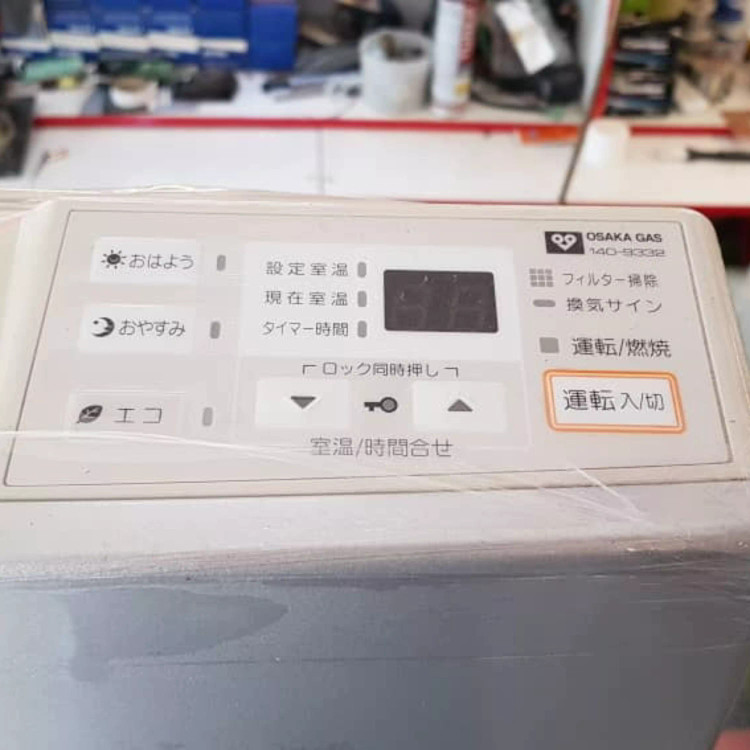 おはよう
おやすみ
エコ
設定室温
現在室温
タイマー時間
ロック同時押し
室温/時間合せ
OSAKA GAS
140-9332
フィルター掃除
換気サイン
運転/燃焼
運転 入/切